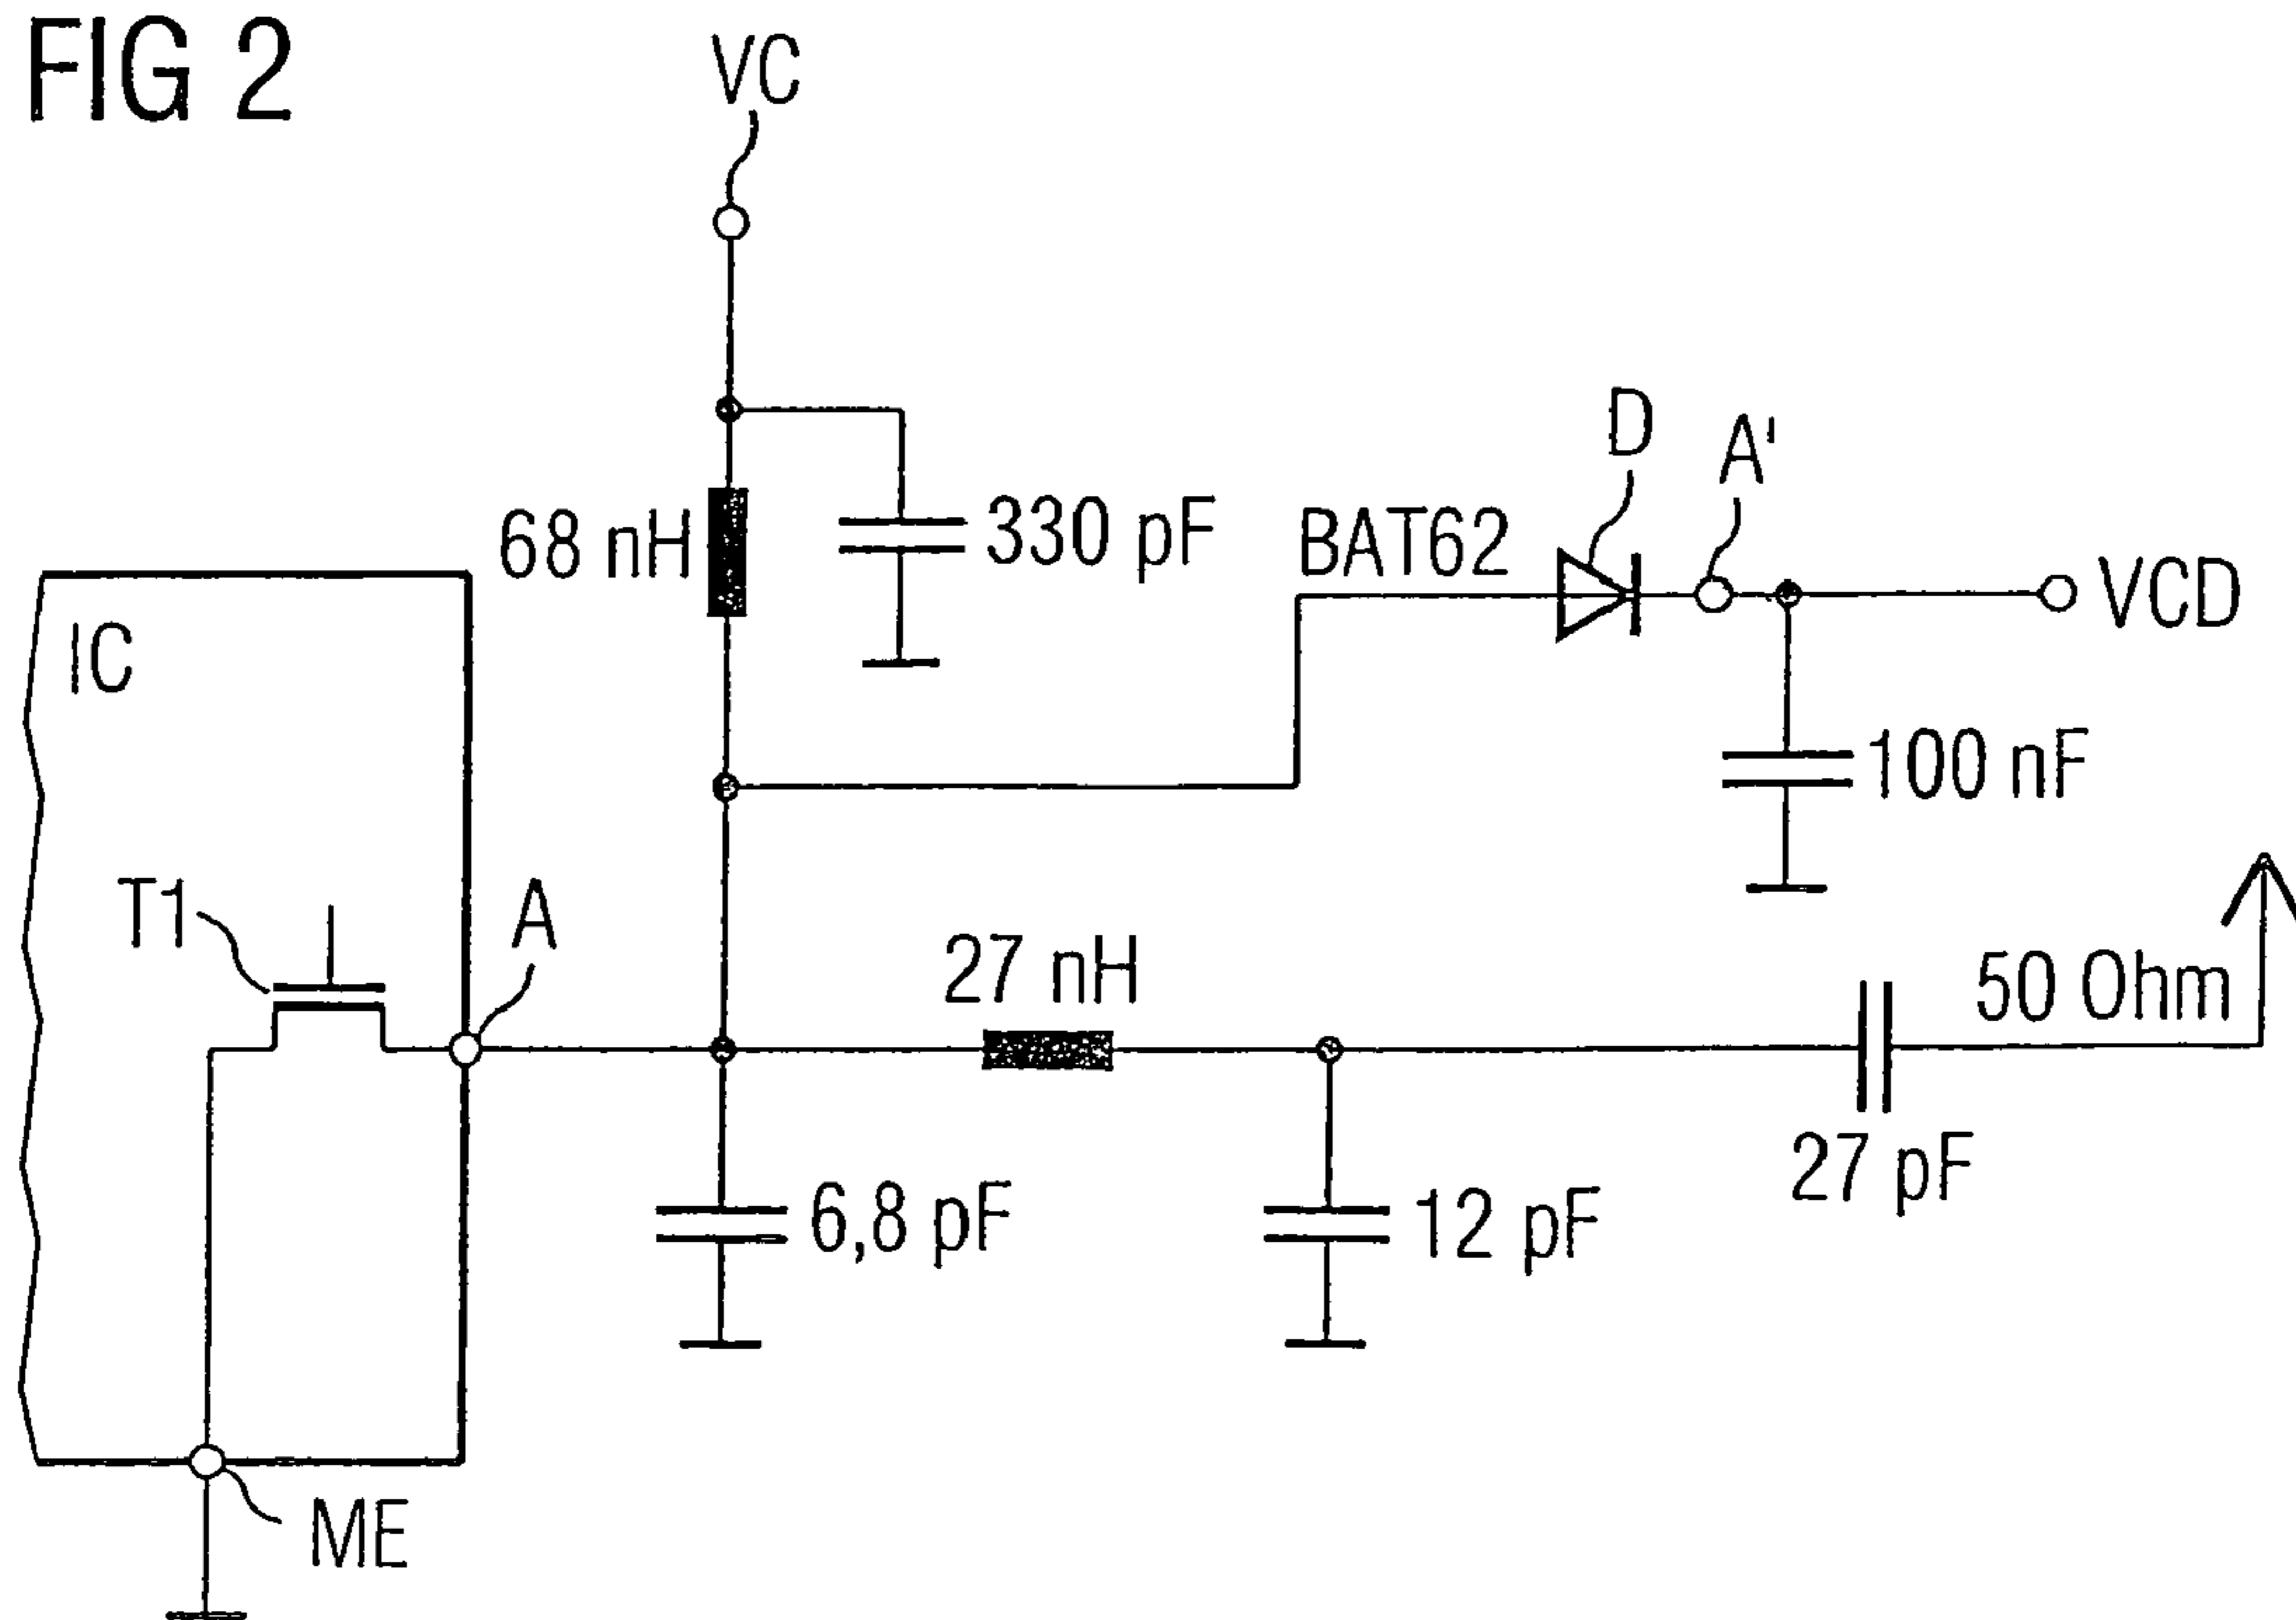 FIG 2
VC
D
A'
68 nH
330 pF
BAT62
VCD
IC
100 nF
T1
A
27 nH
50 Ohm
27 pF
6,8 pF
12 pF
ME